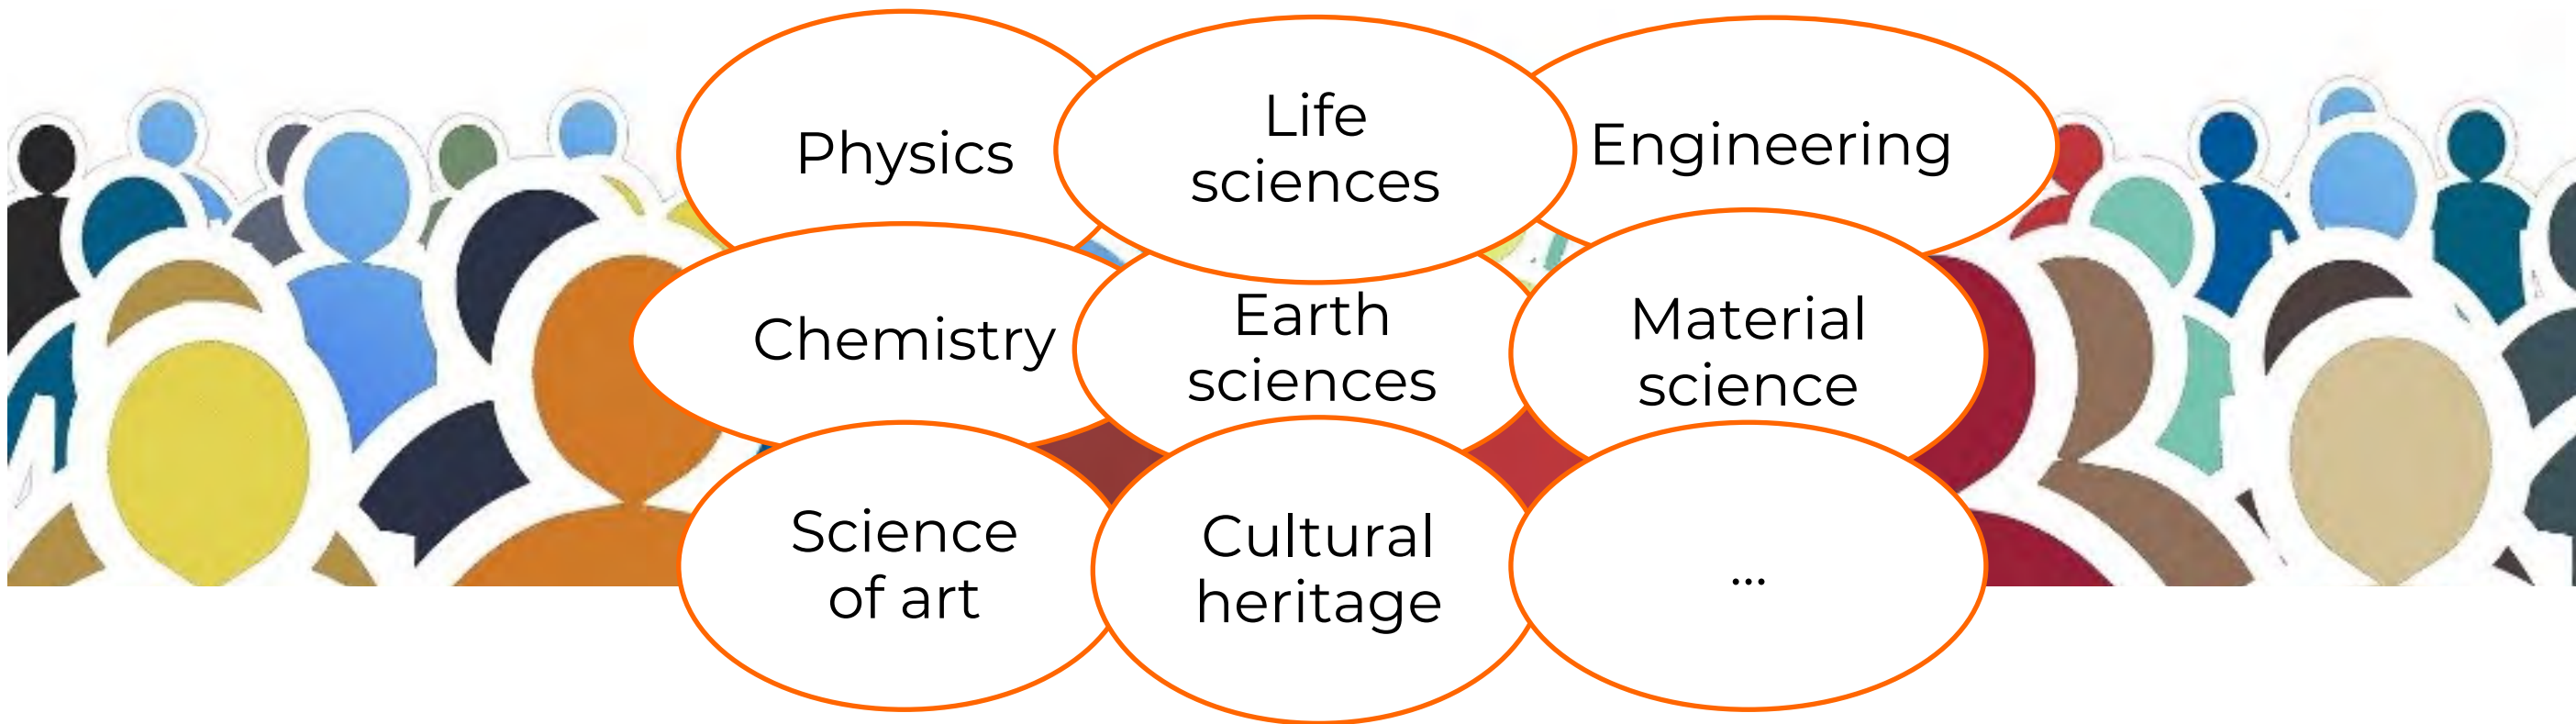 Physics
Life
sciences
Engineering
Chemistry
Earth
sciences
Material
science
Science
of art
Cultural
heritage
...